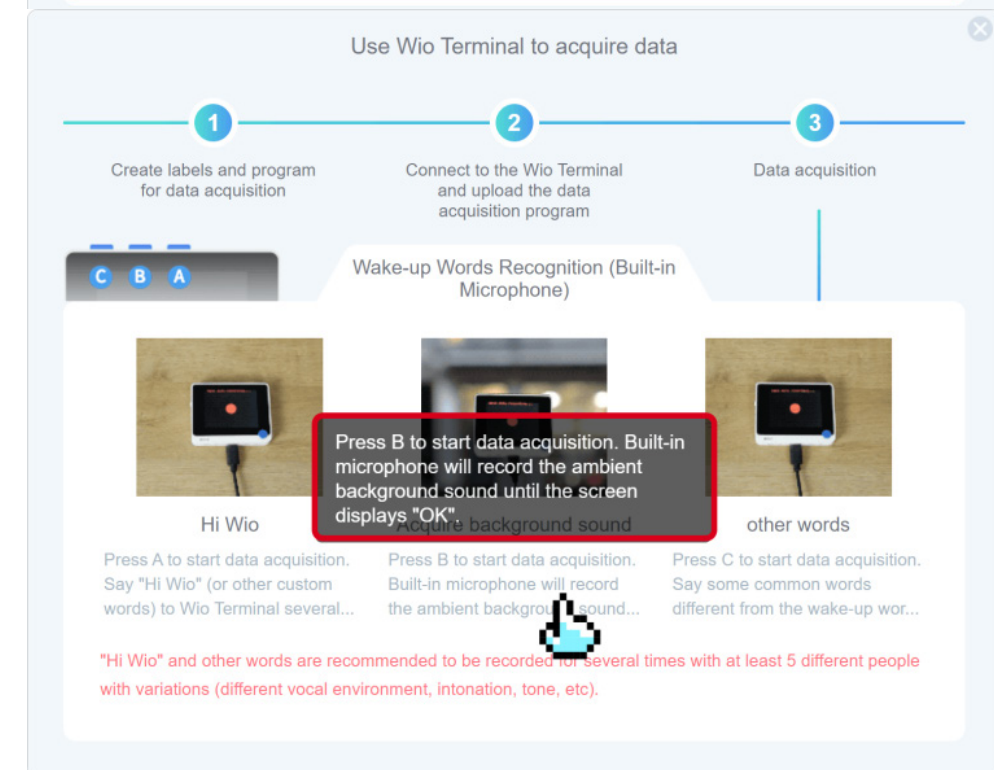 Use Wio Terminal to acquire data
1
2
3
Create labels and program
for data acquisition
Connect to the Wio Terminal
and upload the data
acquisition program
Data acquisition
C B A
Wake-up Words Recognition (Built-in
Microphone)
Press B to start data acquisition. Built-in
microphone will record the ambient
background sound until the screen
displays "OK".
Hi Wio
Acquire background sound
other words
Press A to start data acquisition.
Say "Hi Wio" (or other custom
words) to Wio Terminal several...
Press B to start data acquisition.
Built-in microphone will record
the ambient background sound...
Press C to start data acquisition.
Say some common words
different from the wake-up wor...
"Hi Wio" and other words are recommended to be recorded for several times with at least 5 different people
with variations (different vocal environment, intonation, tone, etc).